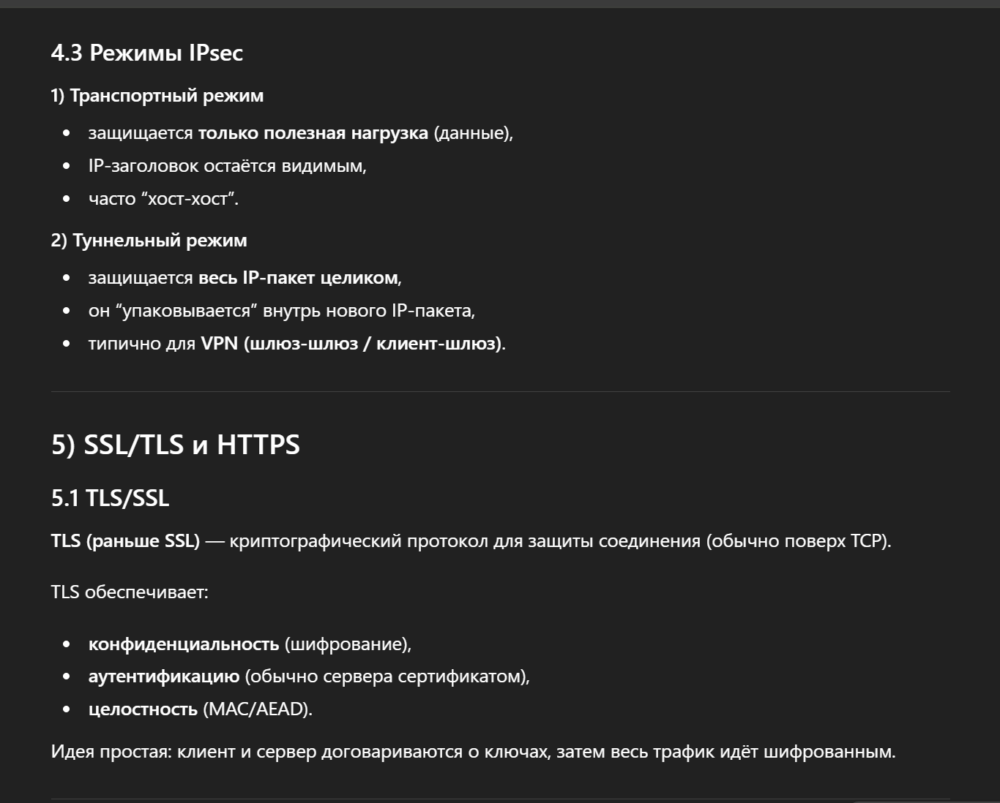 4.3 Режимы IPsec
1) Транспортный режим
• защищается только полезная нагрузка (данные),
• IP-заголовок остаётся видимым,
• часто “хост-хост”.
2) Туннельный режим
• защищается весь IP-пакет целиком,
• он “упаковывается” внутрь нового IP-пакета,
• типично для VPN (шлюз-шлюз / клиент-шлюз).
5) SSL/TLS и HTTPS
5.1 TLS/SSL
TLS (раньше SSL) — криптографический протокол для защиты соединения (обычно поверх TCP).
TLS обеспечивает:
• конфиденциальность (шифрование),
• аутентификацию (обычно сервера сертификатом),
• целостность (MAC/AEAD).
Идея простая: клиент и сервер договариваются о ключах, затем весь трафик идёт шифрованным.